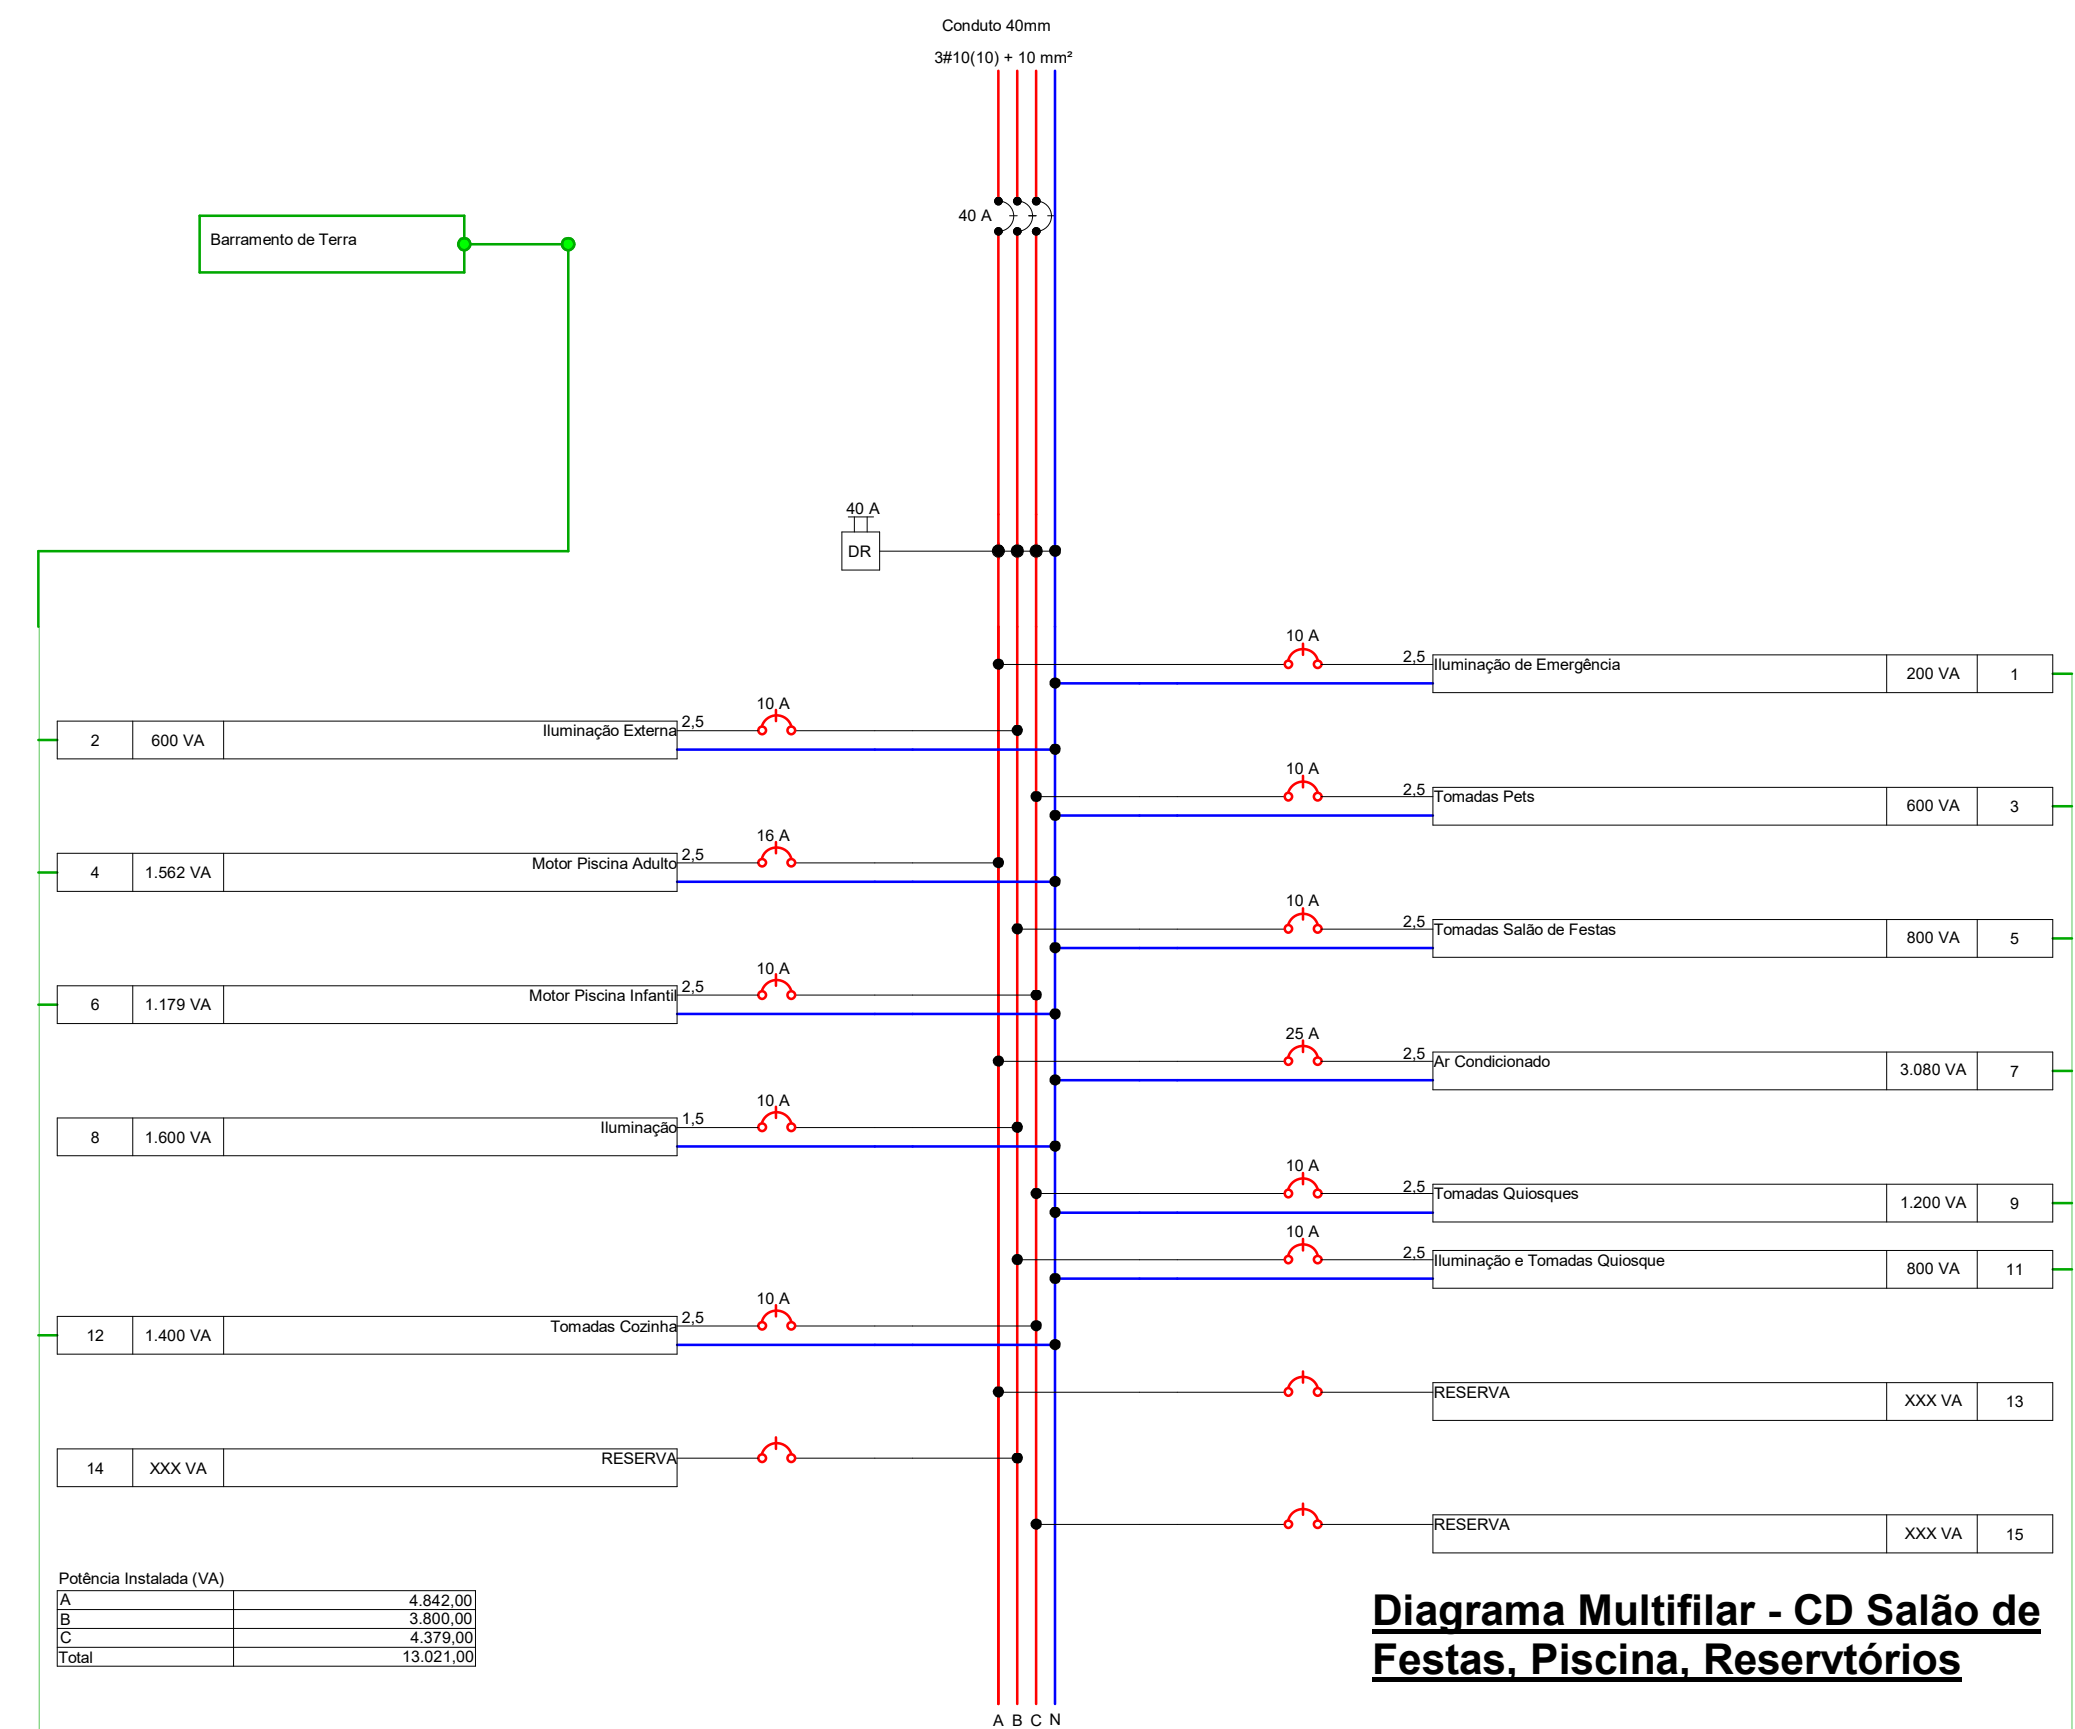 Conduto 40mm
3#10(10) + 10 mm²
40 A
Barramento de Terra
40 A
DR
10 A
2,5 Iluminação de Emergência 200 VA 1
10 A
2 600 VA Iluminação Externa 2,5
10 A
2,5 Tomadas Pets 600 VA 3
16 A
4 1.562 VA Motor Piscina Adulto 2,5
10 A
2,5 Tomadas Salão de Festas 800 VA 5
10 A
6 1.179 VA Motor Piscina Infantil 2,5
25 A
2,5 Ar Condicionado 3.080 VA 7
10 A
8 1.600 VA Iluminação 1,5
10 A
2,5 Tomadas Quiosques 1.200 VA 9
10 A
2,5 Iluminação e Tomadas Quiosque 800 VA 11
10 A
12 1.400 VA Tomadas Cozinha 2,5
RESERVA XXX VA 13
14 XXX VA RESERVA
RESERVA XXX VA 15
Potência Instalada (VA)
A 4.842,00
B 3.800,00
C 4.379,00
Total 13.021,00
Diagrama Multifilar - CD Salão de
Festas, Piscina, Reservtórios
A B C N